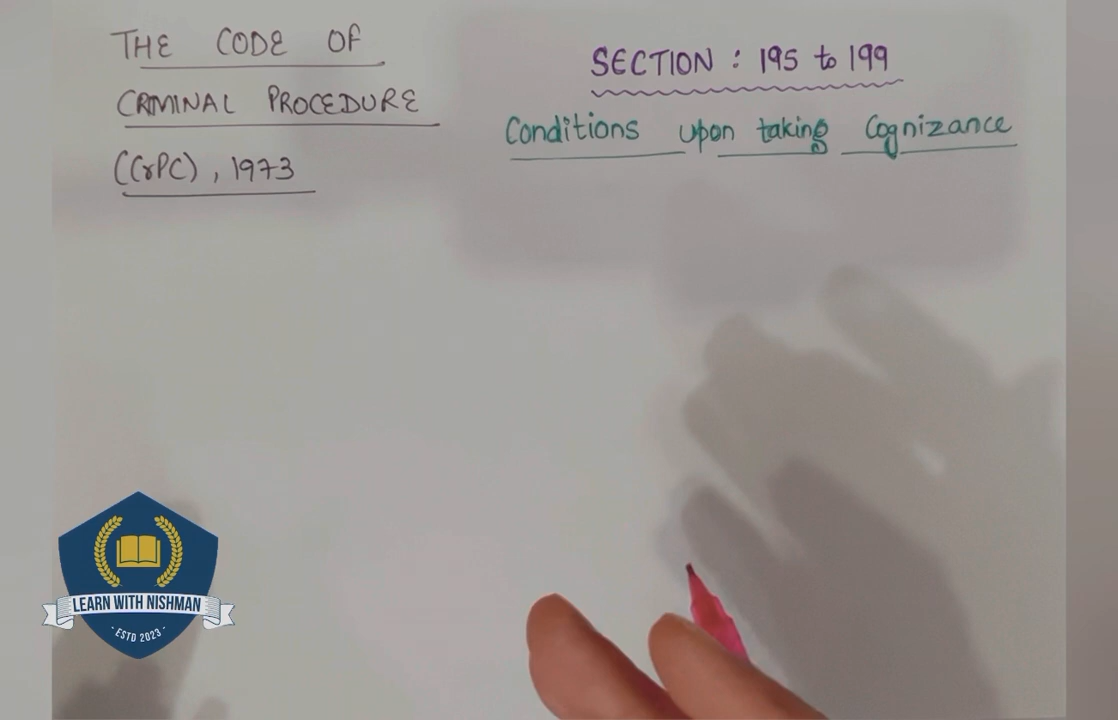 THE CODE OF
CRMINAL PROCEDURE
(CrPC), 1973
SECTION : 195 to 199
Conditions upon taking Cognizance
LEARN WITH NISHMAN
- ESTD 2023 -